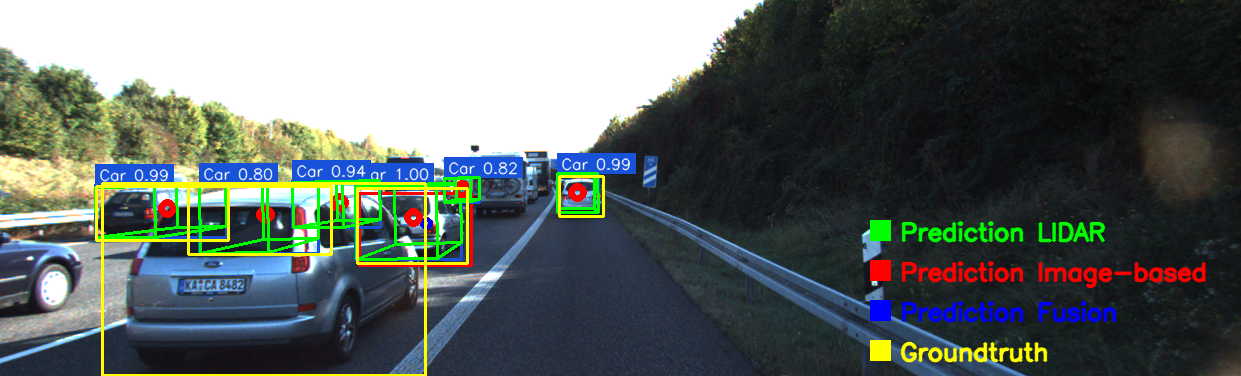 Car 0.99
Car 0.80
Car 0.94
ar 1.00
Car 0.82
Car 0.99
KA CA 8482
Prediction LIDAR
Prediction Image-based
Prediction Fusion
Groundtruth